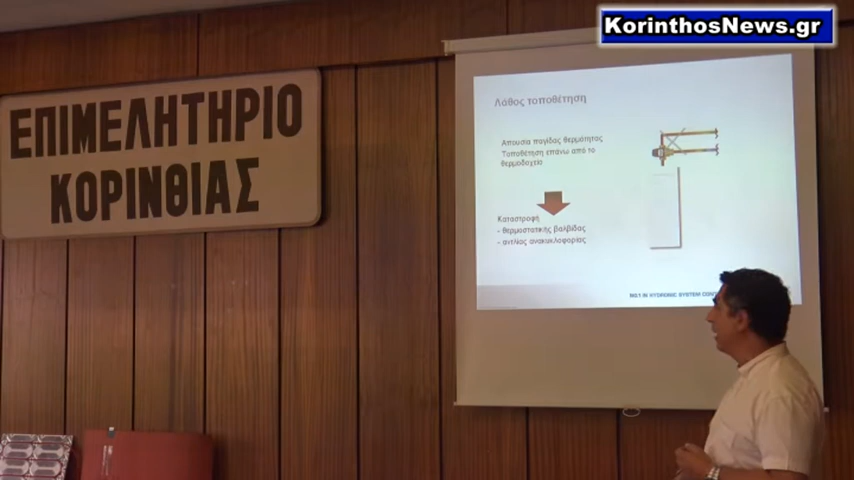 KorinthosNews.gr
ΕΠΙΜΕΛΗΤΗΡΙΟ
ΚΟΡΙΝΘΙΑΣ
Λάθος τοποθέτηση
Απουσία παγίδας θερμότητας
Τοποθέτηση επάνω από το
θερμοδοχείο
Καταστροφή
- θερμοστατικής βαλβίδας
- αντλίας ανακυκλοφορίας
NO.1 IN HYDRONIC SYSTEM